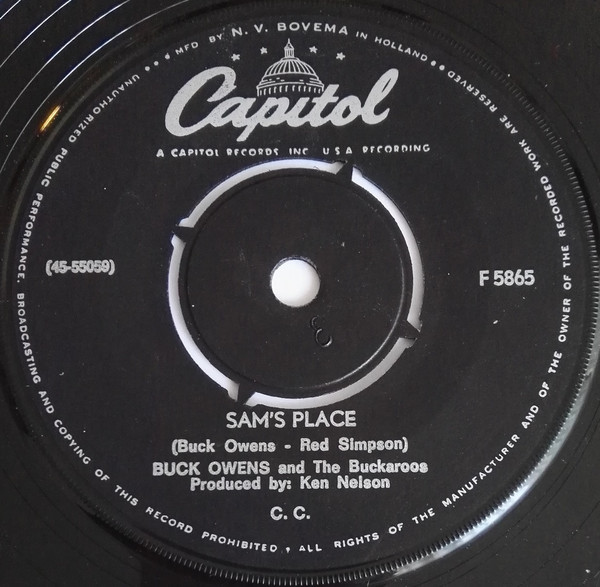 MFD BY N. V. BOVEMA IN HOLLAND
Capitol
A CAPITOL RECORDS INC. U.S.A. RECORDING
(45-55059)
F 5865
3
SAM'S PLACE
(Buck Owens - Red Simpson)
BUCK OWENS and The Buckaroos
Produced by: Ken Nelson
C. C.
UNAUTHORIZED PUBLIC PERFORMANCE, BROADCASTING AND COPYING OF THIS RECORD PROHIBITED, ALL RIGHTS OF THE MANUFACTURER AND OF THE OWNER OF THE RECORDED WORK ARE RESERVED